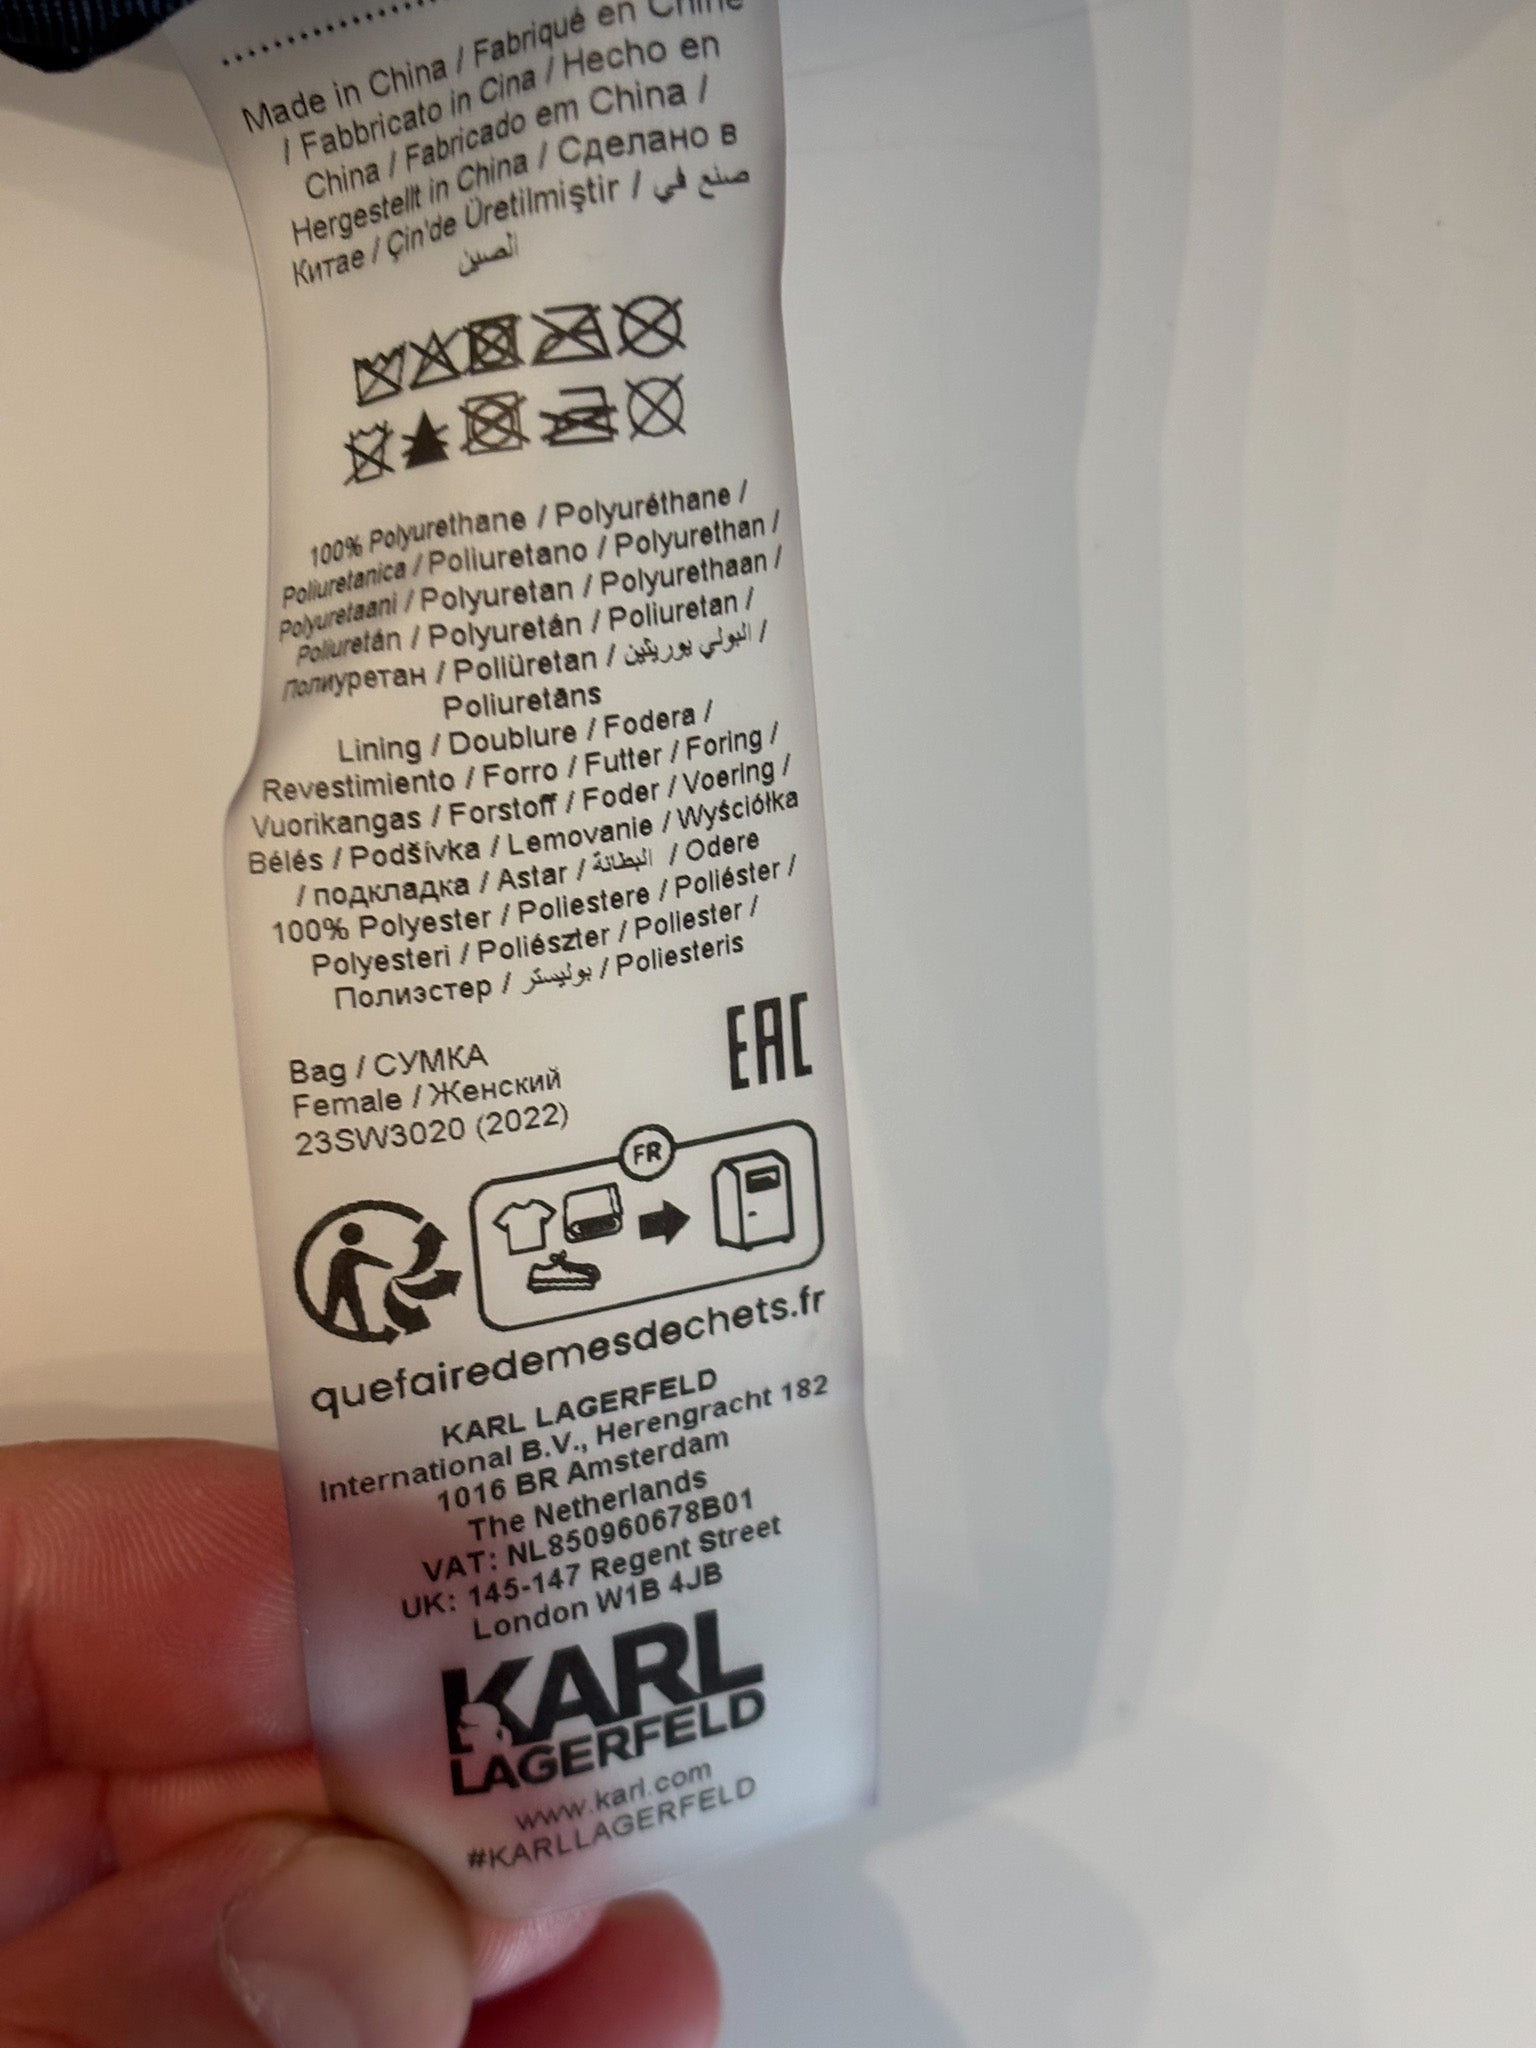 Made in China / Fabriqué en Chine
/ Fabbricato in Cina / Hecho en
China / Fabricado em China /
Hergestellt in China / Сделано в
Китае / Çin'de Üretilmiştir / صنع في
الصين
100% Polyurethane / Polyuréthane /
Poliuretanica / Poliuretano / Polyurethan /
Polyuretaani / Polyuretan / Polyurethaan /
Poliuretán / Polyuretán / Poliuretan /
Полиуретан / Poliüretan / البولي يوريثين /
Poliuretāns
Lining / Doublure / Fodera /
Revestimiento / Forro / Futter / Foring /
Vuorikangas / Forstoff / Foder / Voering /
Bélés / Podšívka / Lemovanie / Wyściółka
/ подкладка / Astar / البطانة / Odere
100% Polyester / Poliestere / Poliéster /
Polyesteri / Poliészter / Poliester /
Полиэстер / بوليستر / Poliesteris
EAC
Bag / СУМКА
Female / Женский
23SW3020 (2022)
FR
quefairedemesdechets.fr
KARL LAGERFELD
International B.V., Herengracht 182
1016 BR Amsterdam
The Netherlands
VAT: NL850960678B01
UK: 145-147 Regent Street
London W1B 4JB
KARL
LAGERFELD
www.karl.com
#KARLLAGERFELD